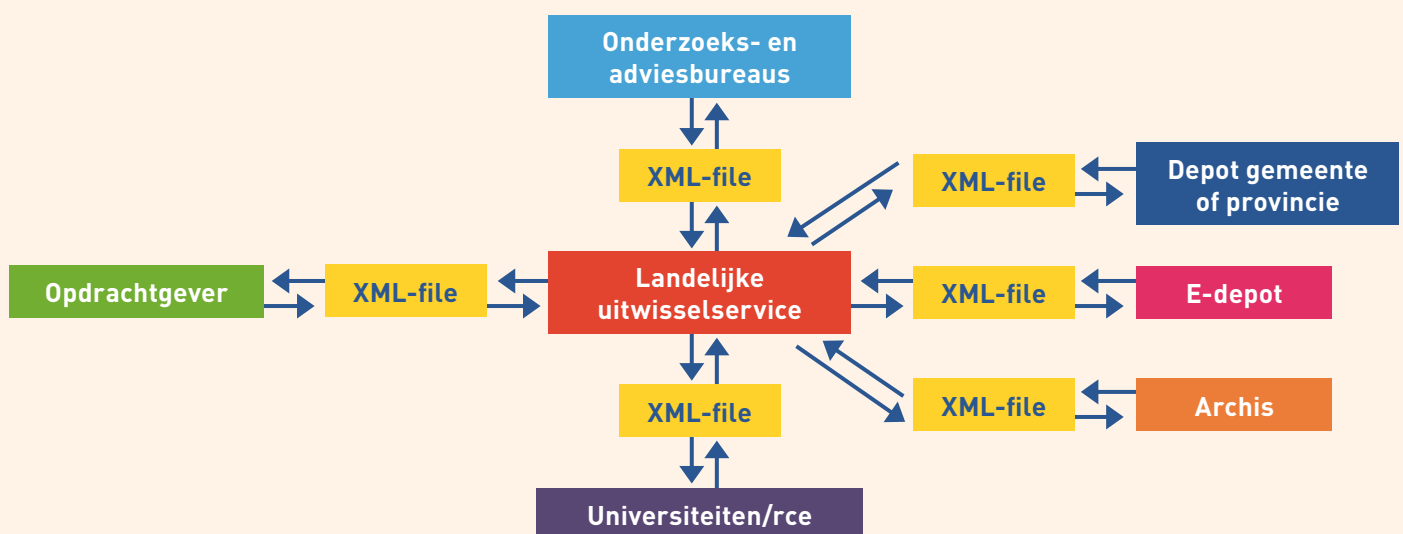 Onderzoeks- en
adviesbureaus
XML-file
XML-file
Depot gemeente
of provincie
Opdrachtgever
XML-file
Landelijke
uitwisselservice
XML-file
E-depot
XML-file
XML-file
Archis
Universiteiten/rce